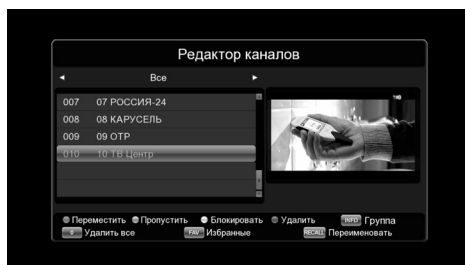 Редактор каналов
Все
007 07 РОССИЯ-24
008 08 КАРУСЕЛЬ
009 09 ОТР
010 10 ТВ Центр
Переместить Пропустить Блокировать Удалить INFO Группа
Удалить все FAV Избранные RECALL Переименовать